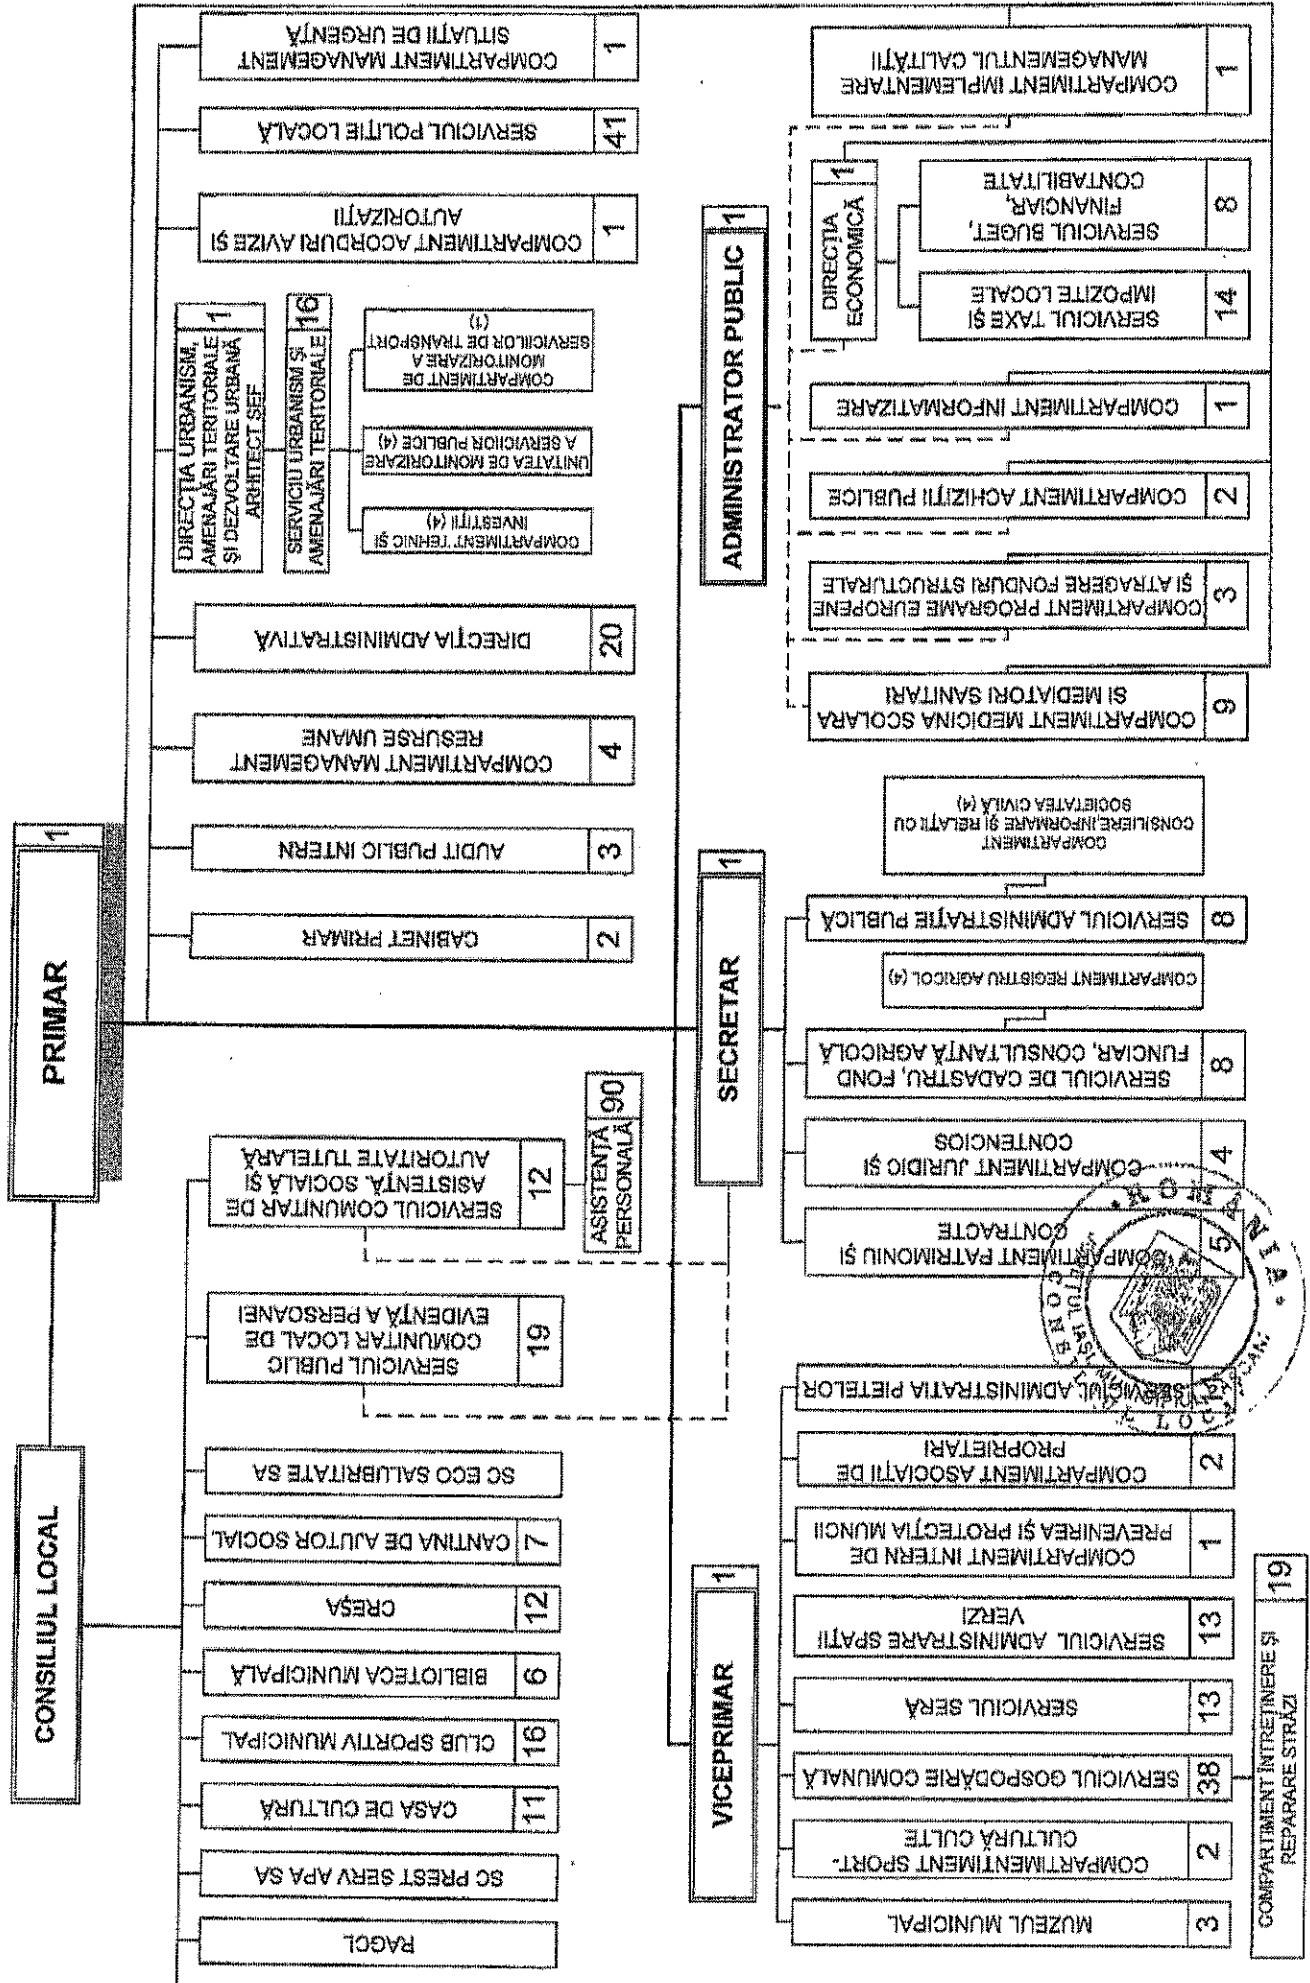 CONSILIUL LOCAL
PRIMAR
1
RAGCL
SC PREST SERV APA SA
CASA DE CULTURĂ
11
CLUB SPORTIV MUNICIPAL
16
BIBLIOTECA MUNICIPALĂ
6
CREȘA
12
CANTINA DE AJUTOR SOCIAL
7
SC ECO SALUBRITATE SA
SERVICIUL PUBLIC
COMUNITAR LOCAL DE
EVIDENȚĂ A PERSOANEI
19
SERVICIUL COMUNITAR DE
ASISTENȚĂ SOCIALĂ ȘI
AUTORITATE TUTELARĂ
12
ASISTENȚĂ
PERSONALĂ
90
CABINET PRIMAR
2
AUDIT PUBLIC INTERN
3
COMPARTIMENT MANAGEMENT
RESURSE UMANE
4
DIRECȚIA ADMINISTRATIVĂ
20
DIRECȚIA URBANISM,
AMENAJĂRI TERITORIALE
ȘI DEZVOLTARE URBANĂ
ARHITECT SEF
1
SERVICIU URBANISM ȘI
AMENAJĂRI TERITORIALE
16
COMPARTIMENT TEHNIC ȘI
INVESTIȚII (4)
UNITATEA DE MONITORIZARE
A SERVICIIOR PUBLICE (4)
COMPARTIMENT DE
MONITORIZARE A
SERVICIILOR DE TRANSPORT
(1)
COMPARTIMENT ACORDURI AVIZE ȘI
AUTORIZAȚII
1
SERVICIUL POLIȚIE LOCALĂ
41
COMPARTIMENT MANAGEMENT
SITUAȚII DE URGENȚĂ
1
VICEPRIMAR
1
MUZEUL MUNICIPAL
3
COMPARTIMENTIMENT SPORT-
CULTURĂ CULTE
2
SERVICIUL GOSPODĂRIE COMUNALĂ
38
COMPARTIMENT ÎNTREȚINERE ȘI
REPARARE STRĂZI
19
SERVICIUL SERĂ
13
SERVICIUL ADMINISTRARE SPAȚII
VERZI
13
COMPARTIMENT INTERN DE
PREVENIREA ȘI PROTECȚIA MUNCII
1
COMPARTIMENT ASOCIAȚII DE
PROPRIETARI
2
SERVICIUL ADMINISTRATIA PIETELOR
SECRETAR
1
COMPARTIMENT PATRIMONIU ȘI
CONTRACTE
5
COMPARTIMENT JURIDIC ȘI
CONTENCIOS
4
SERVICIUL DE CADASTRU, FOND
FUNCIAR, CONSULTANȚĂ AGRICOLĂ
8
COMPARTIMENT REGISTRU AGRICOL (4)
SERVICIUL ADMINISTRAȚIE PUBLICĂ
8
COMPARTIMENT
CONSILIERE,INFORMARE ȘI RELAȚII CU
SOCIETATEA CIVILĂ (4)
ADMINISTRATOR PUBLIC
1
COMPARTIMENT MEDICINA SCOLARA
SI MEDIATORI SANITARI
9
COMPARTIMENT PROGRAME EUROPENE
ȘI ATRAGERE FONDURI STRUCTURALE
3
COMPARTIMENT ACHIZIȚII PUBLICE
2
COMPARTIMENT INFORMATIZARE
1
DIRECȚIA
ECONOMICĂ
1
SERVICIUL TAXE ȘI
IMPOZITE LOCALE
14
SERVICIUL BUGET,
FINANCIAR,
CONTABILITATE
8
COMPARTIMENT IMPLEMENTARE
MANAGEMENTUL CALITĂȚII
1
ROMÂNIA